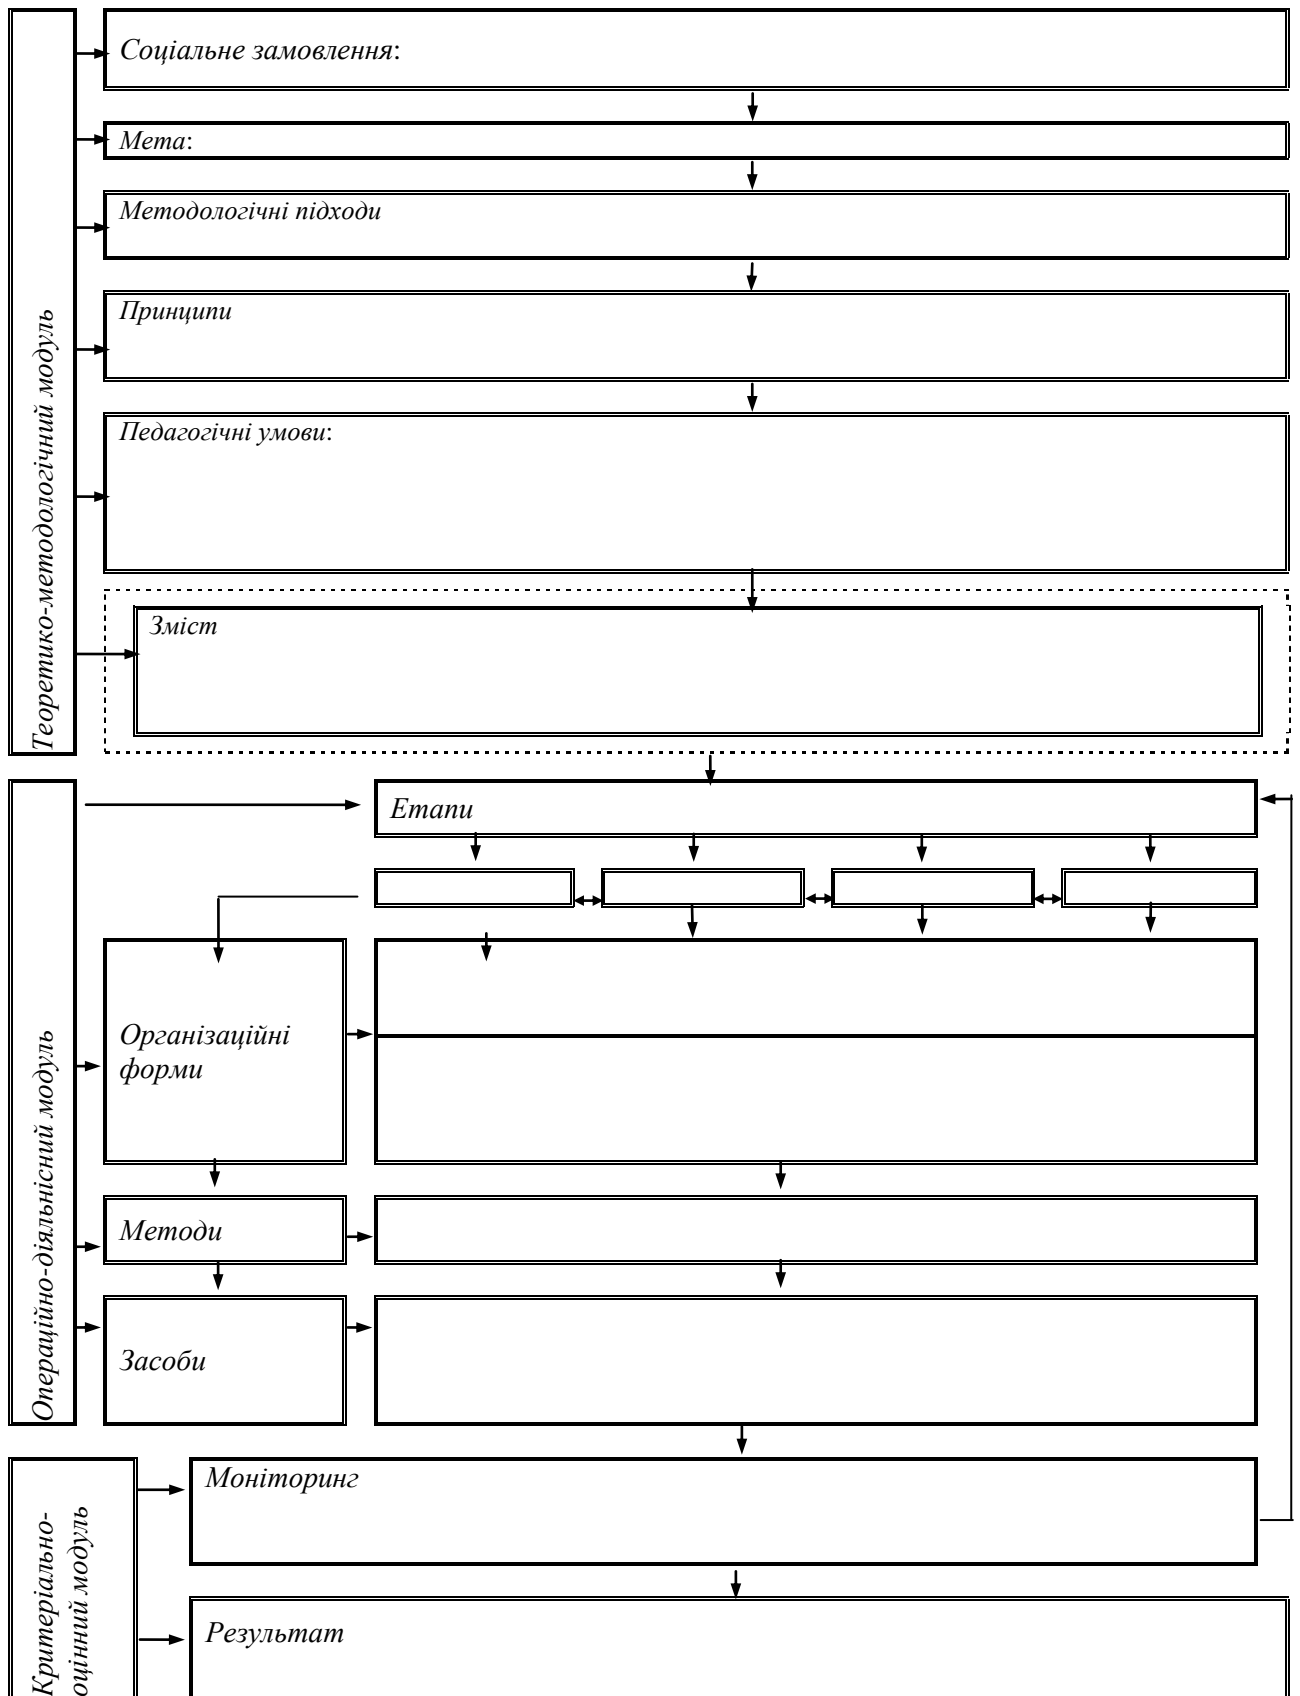 Теоретико-методологічний модуль
Соціальне замовлення:
Мета:
Методологічні підходи
Принципи
Педагогічні умови:
Зміст
Операційно-діяльнісний модуль
Етапи
Організаційні
форми
Методи
Засоби
Критеріально-
оцінний модуль
Моніторинг
Результат